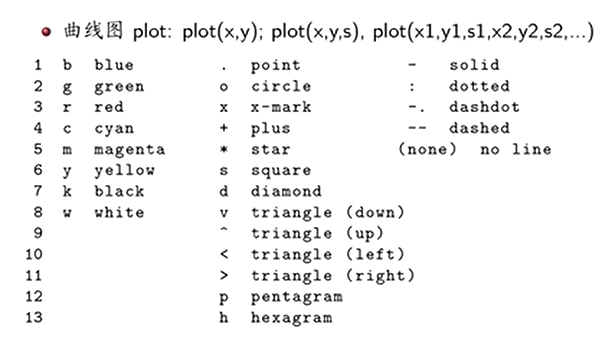 • 曲线图 plot: plot(x,y); plot(x,y,s), plot(x1,y1,s1,x2,y2,s2,...)
1 b blue . point - solid
2 g green o circle : dotted
3 r red x x-mark -. dashdot
4 c cyan + plus -- dashed
5 m magenta * star (none) no line
6 y yellow s square
7 k black d diamond
8 w white v triangle (down)
9 ^ triangle (up)
10 < triangle (left)
11 > triangle (right)
12 p pentagram
13 h hexagram